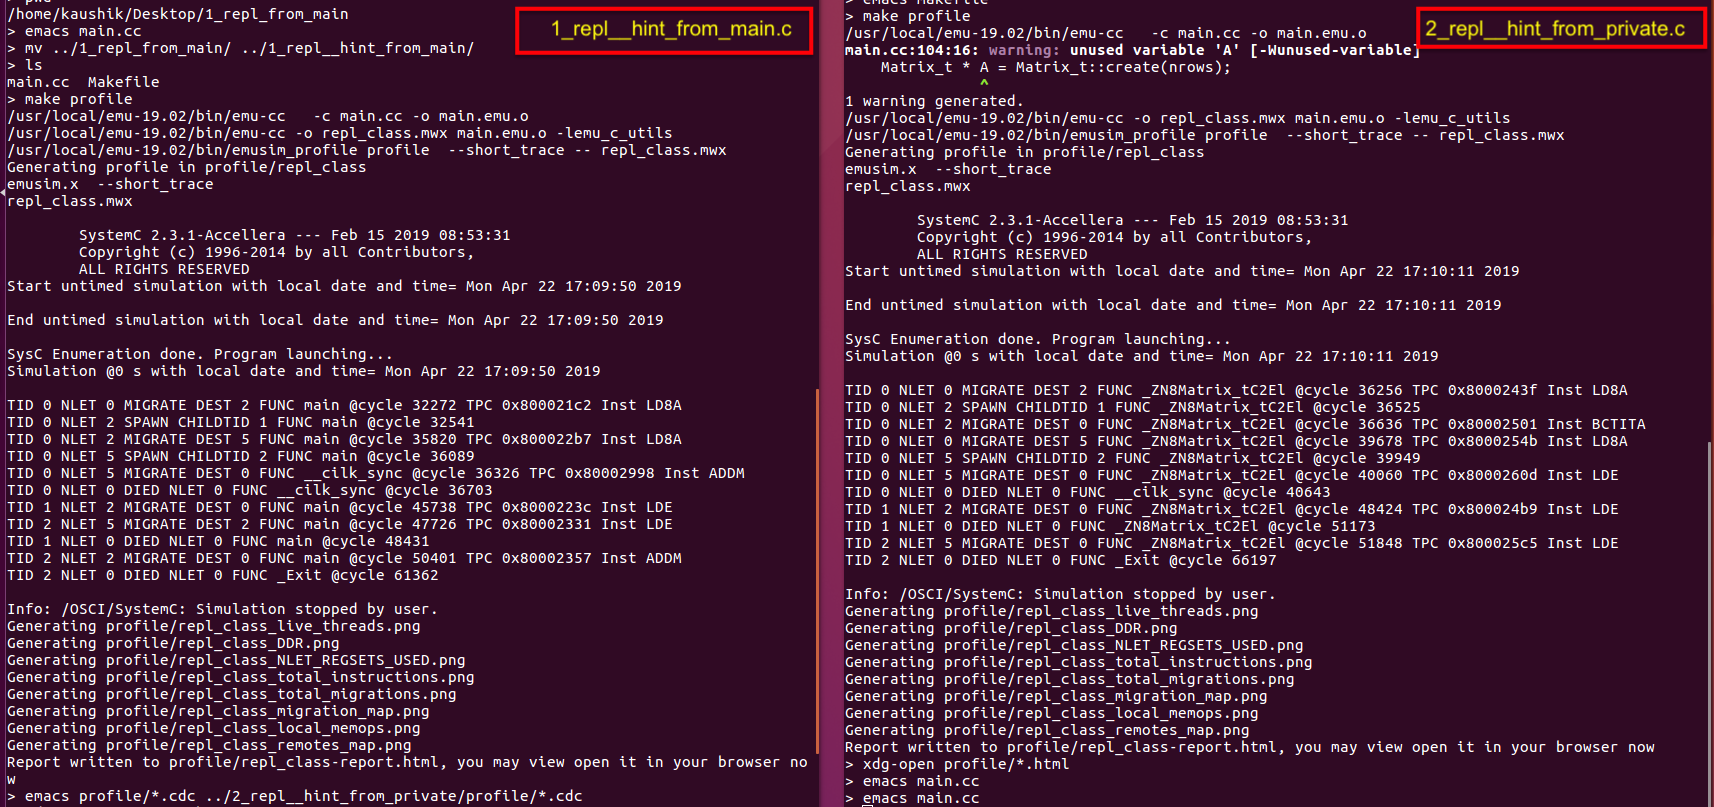 pwd
/home/kaushik/Desktop/1_repl_from_main
> emacs main.cc
> mv ../1_repl_from_main/ ../1_repl__hint_from_main/
> ls
main.cc  Makefile
> make profile
/usr/local/emu-19.02/bin/emu-cc   -c main.cc -o main.emu.o
/usr/local/emu-19.02/bin/emu-cc -o repl_class.mwx main.emu.o -lemu_c_utils
/usr/local/emu-19.02/bin/emusim_profile profile  --short_trace -- repl_class.mwx
Generating profile in profile/repl_class
emusim.x  --short_trace
repl_class.mwx
SystemC 2.3.1-Accellera --- Feb 15 2019 08:53:31
Copyright (c) 1996-2014 by all Contributors,
ALL RIGHTS RESERVED
Start untimed simulation with local date and time= Mon Apr 22 17:09:50 2019
End untimed simulation with local date and time= Mon Apr 22 17:09:50 2019
SysC Enumeration done. Program launching...
Simulation @0 s with local date and time= Mon Apr 22 17:09:50 2019
TID 0 NLET 0 MIGRATE DEST 2 FUNC main @cycle 32272 TPC 0x800021c2 Inst LD8A
TID 0 NLET 2 SPAWN CHILDTID 1 FUNC main @cycle 32541
TID 0 NLET 2 MIGRATE DEST 5 FUNC main @cycle 35820 TPC 0x800022b7 Inst LD8A
TID 0 NLET 5 SPAWN CHILDTID 2 FUNC main @cycle 36089
TID 0 NLET 5 MIGRATE DEST 0 FUNC __cilk_sync @cycle 36326 TPC 0x80002998 Inst ADDM
TID 0 NLET 0 DIED NLET 0 FUNC __cilk_sync @cycle 36703
TID 1 NLET 2 MIGRATE DEST 0 FUNC main @cycle 45738 TPC 0x8000223c Inst LDE
TID 2 NLET 5 MIGRATE DEST 2 FUNC main @cycle 47726 TPC 0x80002331 Inst LDE
TID 1 NLET 0 DIED NLET 0 FUNC main @cycle 48431
TID 2 NLET 2 MIGRATE DEST 0 FUNC main @cycle 50401 TPC 0x80002357 Inst ADDM
TID 2 NLET 0 DIED NLET 0 FUNC _Exit @cycle 61362
Info: /OSCI/SystemC: Simulation stopped by user.
Generating profile/repl_class_live_threads.png
Generating profile/repl_class_DDR.png
Generating profile/repl_class_NLET_REGSETS_USED.png
Generating profile/repl_class_total_instructions.png
Generating profile/repl_class_total_migrations.png
Generating profile/repl_class_migration_map.png
Generating profile/repl_class_local_memops.png
Generating profile/repl_class_remotes_map.png
Report written to profile/repl_class-report.html, you may view open it in your browser no
w
> emacs profile/*.cdc ../2_repl__hint_from_private/profile/*.cdc
1_repl__hint_from_main.c
> emacs Makefile
> make profile
/usr/local/emu-19.02/bin/emu-cc   -c main.cc -o main.emu.o
main.cc:104:16: warning: unused variable 'A' [-Wunused-variable]
Matrix_t * A = Matrix_t::create(nrows);
^
1 warning generated.
/usr/local/emu-19.02/bin/emu-cc -o repl_class.mwx main.emu.o -lemu_c_utils
/usr/local/emu-19.02/bin/emusim_profile profile  --short_trace -- repl_class.mwx
Generating profile in profile/repl_class
emusim.x  --short_trace
repl_class.mwx
SystemC 2.3.1-Accellera --- Feb 15 2019 08:53:31
Copyright (c) 1996-2014 by all Contributors,
ALL RIGHTS RESERVED
Start untimed simulation with local date and time= Mon Apr 22 17:10:11 2019
End untimed simulation with local date and time= Mon Apr 22 17:10:11 2019
SysC Enumeration done. Program launching...
Simulation @0 s with local date and time= Mon Apr 22 17:10:11 2019
TID 0 NLET 0 MIGRATE DEST 2 FUNC _ZN8Matrix_tC2El @cycle 36256 TPC 0x8000243f Inst LD8A
TID 0 NLET 2 SPAWN CHILDTID 1 FUNC _ZN8Matrix_tC2El @cycle 36525
TID 0 NLET 2 MIGRATE DEST 0 FUNC _ZN8Matrix_tC2El @cycle 36636 TPC 0x80002501 Inst BCTITA
TID 0 NLET 0 MIGRATE DEST 5 FUNC _ZN8Matrix_tC2El @cycle 39678 TPC 0x8000254b Inst LD8A
TID 0 NLET 5 SPAWN CHILDTID 2 FUNC _ZN8Matrix_tC2El @cycle 39949
TID 0 NLET 5 MIGRATE DEST 0 FUNC _ZN8Matrix_tC2El @cycle 40060 TPC 0x8000260d Inst LDE
TID 0 NLET 0 DIED NLET 0 FUNC __cilk_sync @cycle 40643
TID 1 NLET 2 MIGRATE DEST 0 FUNC _ZN8Matrix_tC2El @cycle 48424 TPC 0x800024b9 Inst LDE
TID 1 NLET 0 DIED NLET 0 FUNC _ZN8Matrix_tC2El @cycle 51173
TID 2 NLET 5 MIGRATE DEST 0 FUNC _ZN8Matrix_tC2El @cycle 51848 TPC 0x800025c5 Inst LDE
TID 2 NLET 0 DIED NLET 0 FUNC _Exit @cycle 66197
Info: /OSCI/SystemC: Simulation stopped by user.
Generating profile/repl_class_live_threads.png
Generating profile/repl_class_DDR.png
Generating profile/repl_class_NLET_REGSETS_USED.png
Generating profile/repl_class_total_instructions.png
Generating profile/repl_class_total_migrations.png
Generating profile/repl_class_migration_map.png
Generating profile/repl_class_local_memops.png
Generating profile/repl_class_remotes_map.png
Report written to profile/repl_class-report.html, you may view open it in your browser now
> xdg-open profile/*.html
> emacs main.cc
> emacs main.cc
2_repl__hint_from_private.c